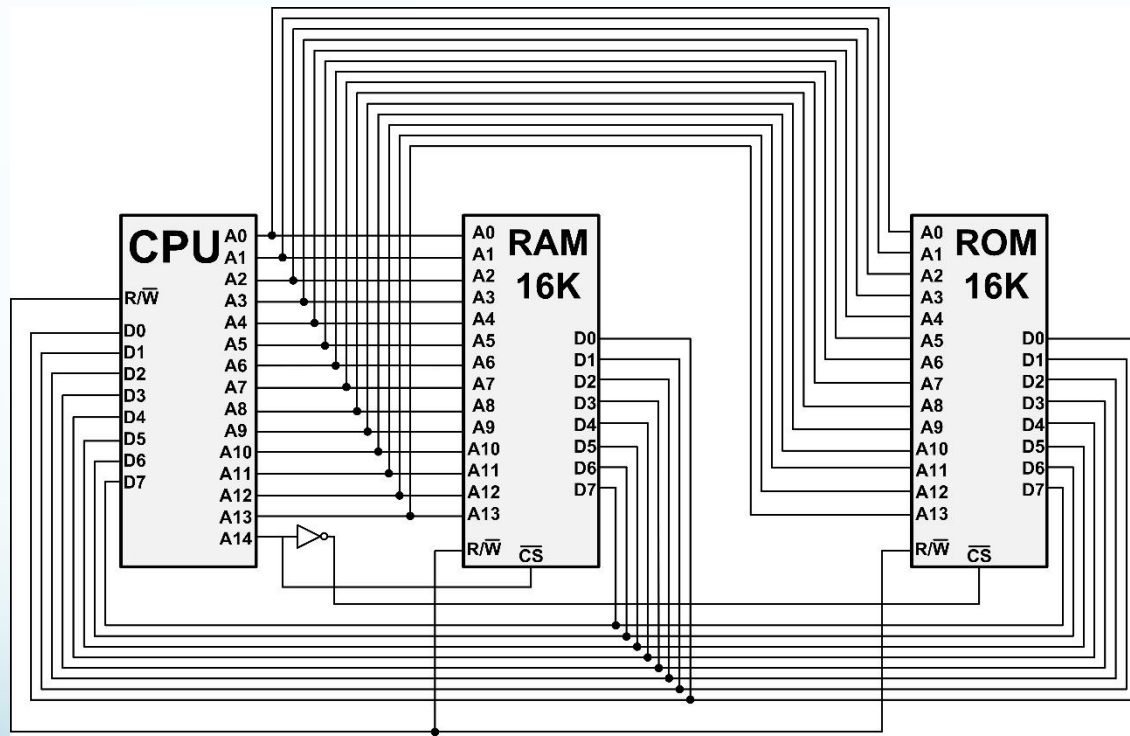 CPU
A0
A1
A2
A3
A4
A5
A6
A7
A8
A9
A10
A11
A12
A13
A14
R/W̅
D0
D1
D2
D3
D4
D5
D6
D7
RAM
16K
A0
A1
A2
A3
A4
A5
A6
A7
A8
A9
A10
A11
A12
A13
R/W̅
C̅S̅
D0
D1
D2
D3
D4
D5
D6
D7
ROM
16K
A0
A1
A2
A3
A4
A5
A6
A7
A8
A9
A10
A11
A12
A13
R/W̅
C̅S̅
D0
D1
D2
D3
D4
D5
D6
D7